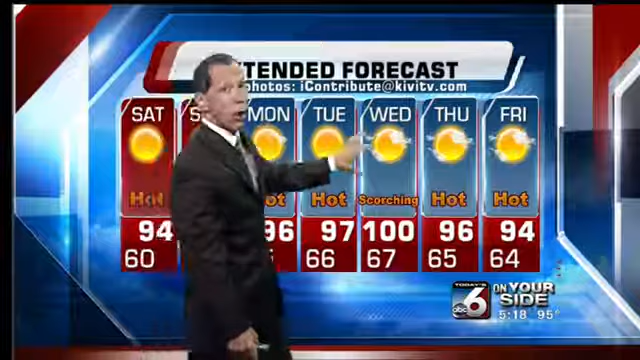 TENDED FORECAST
photos: iContribute@kivitv.com
SAT S MON TUE WED THU FRI
Hot ot Hot Scorching Hot Hot
94 96 97 100 96 94
60 66 67 65 64
TODAY'S
abc 6 ON YOUR
SIDE
5:18 95°